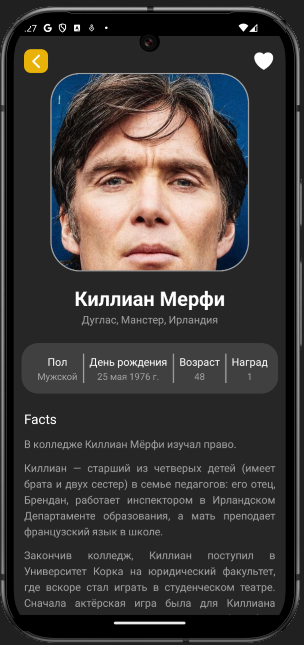 :27
Киллиан Мерфи
Дуглас, Манстер, Ирландия
Пол День рождения Возраст Наград
Мужской 25 мая 1976 г. 48 1
Facts
В колледже Киллиан Мёрфи изучал право.
Киллиан — старший из четверых детей (имеет
брата и двух сестер) в семье педагогов: его отец,
Брендан, работает инспектором в Ирландском
Департаменте образования, а мать преподает
французский язык в школе.
Закончив колледж, Киллиан поступил в
Университет Корка на юридический факультет,
где вскоре стал играть в студенческом театре.
Сначала актёрская игра была для Киллиана